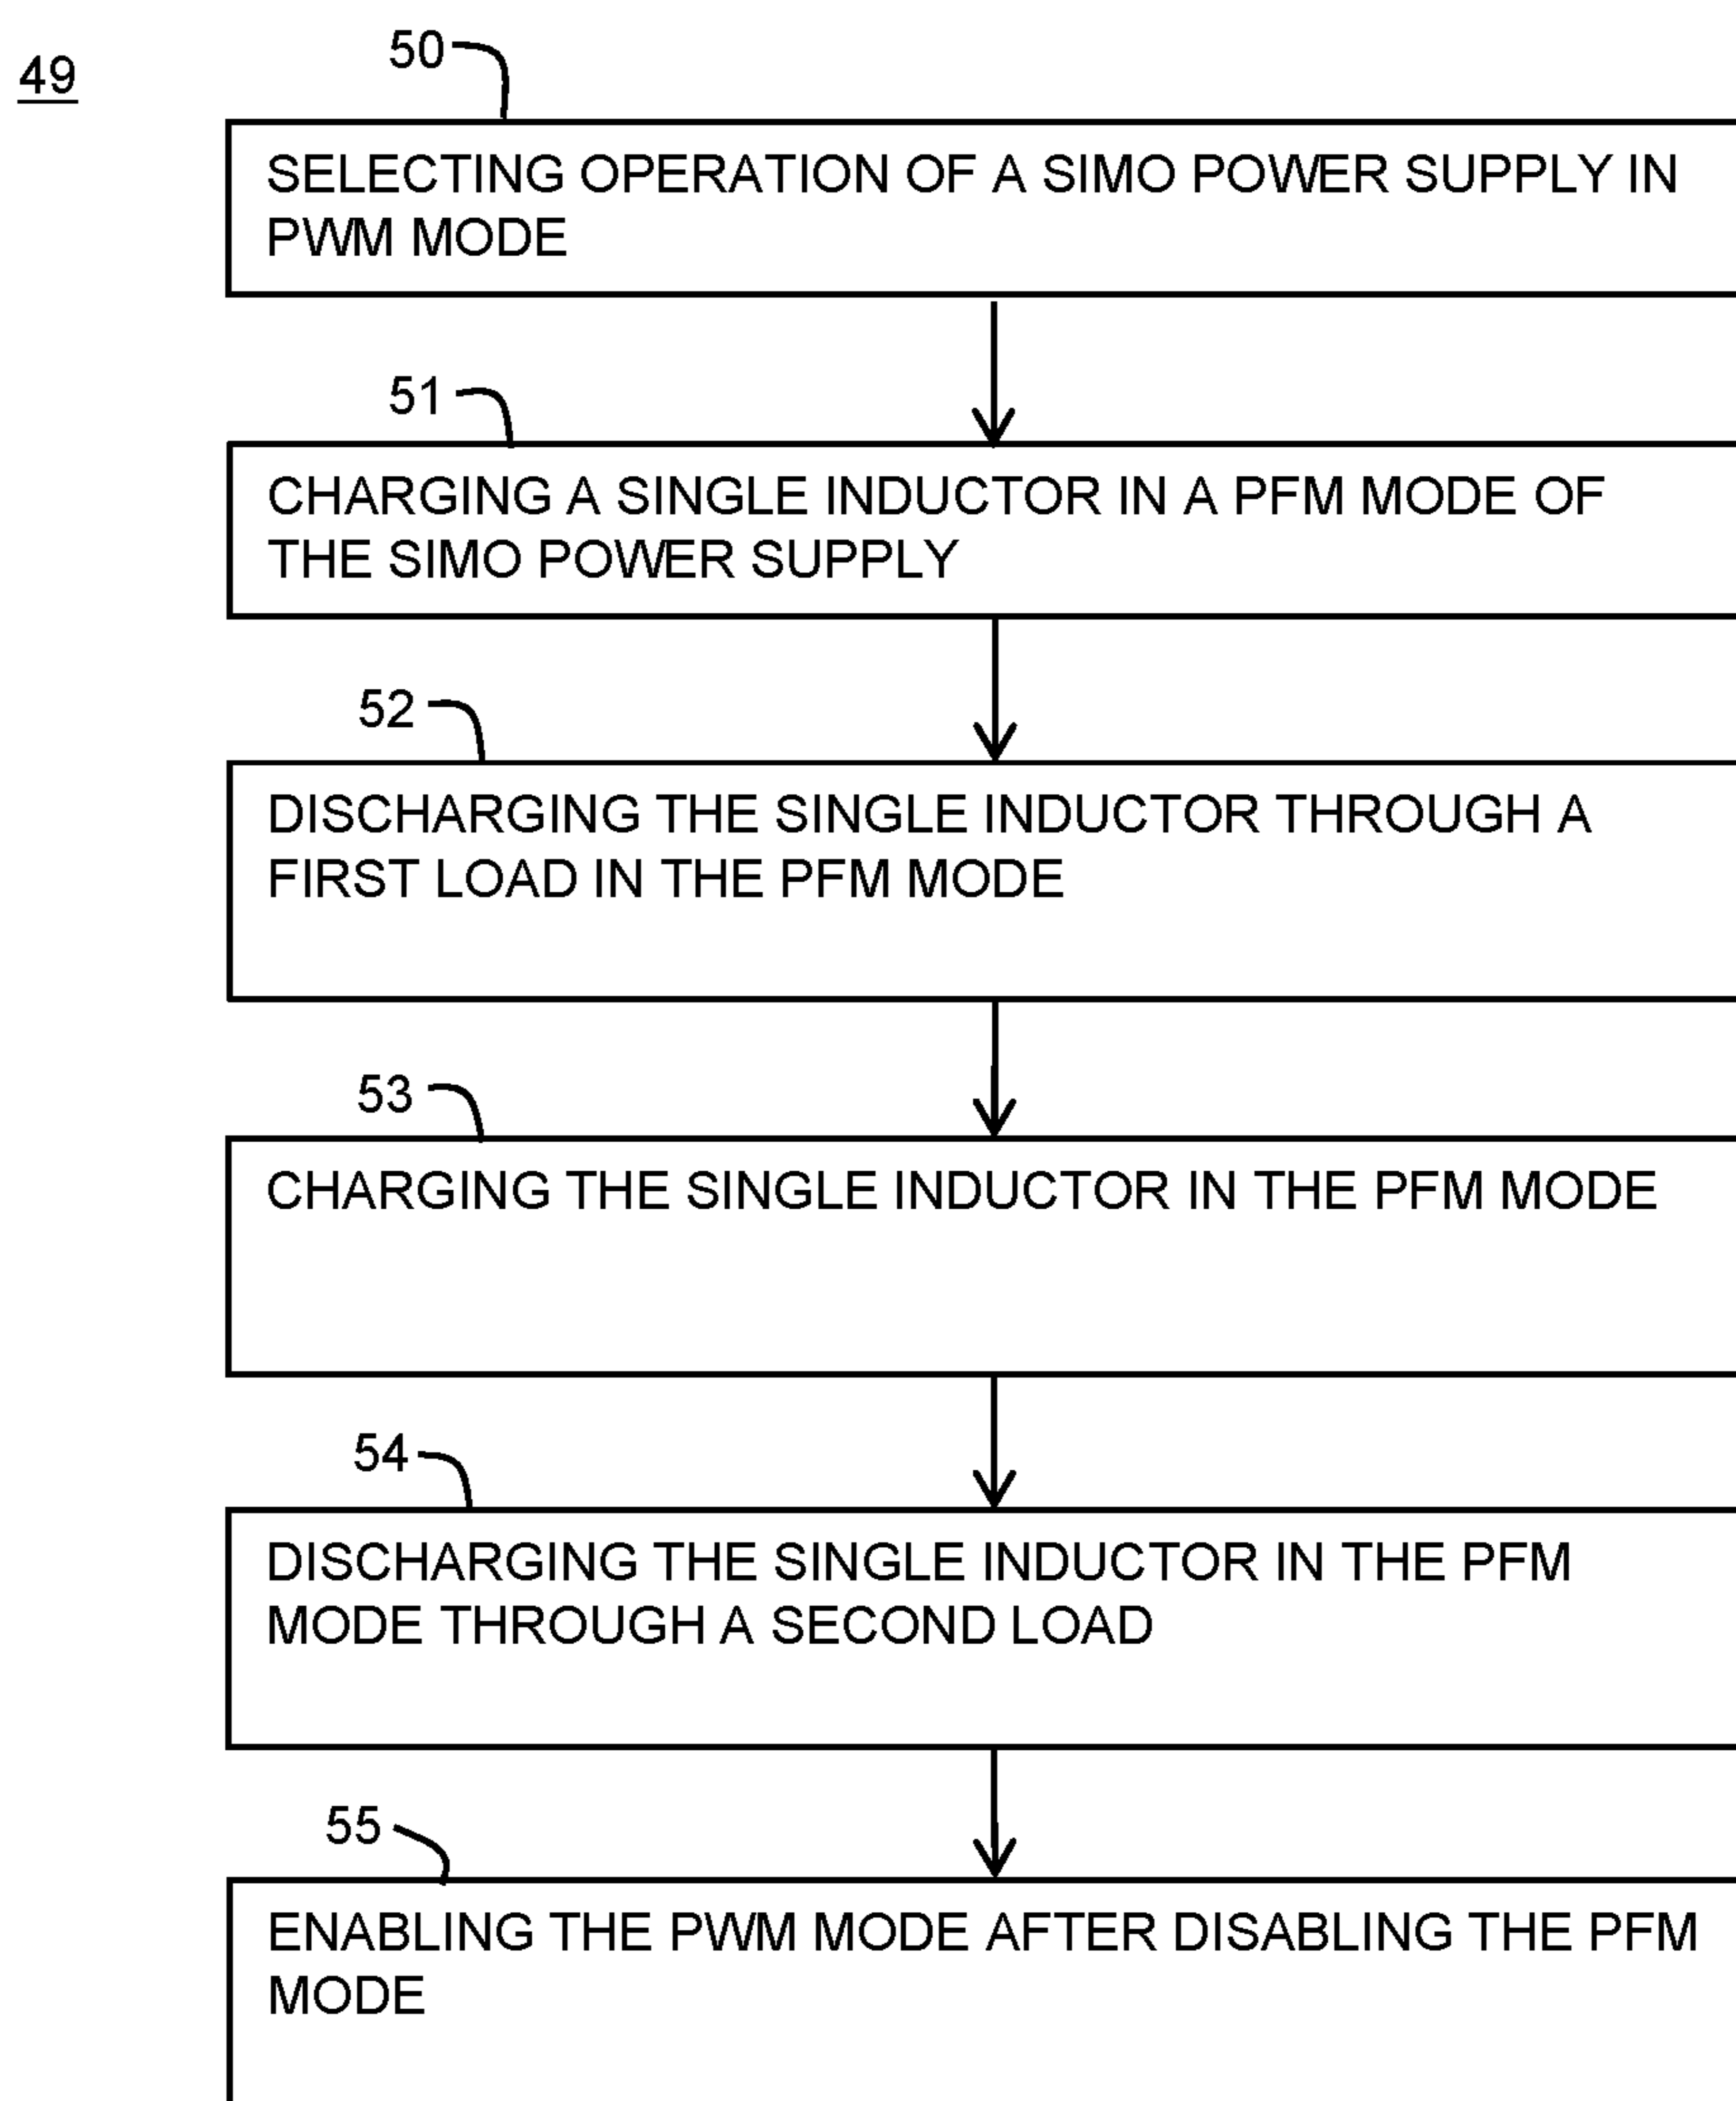 49
50
SELECTING OPERATION OF A SIMO POWER SUPPLY IN
PWM MODE
51
CHARGING A SINGLE INDUCTOR IN A PFM MODE OF
THE SIMO POWER SUPPLY
52
DISCHARGING THE SINGLE INDUCTOR THROUGH A
FIRST LOAD IN THE PFM MODE
53
CHARGING THE SINGLE INDUCTOR IN THE PFM MODE
54
DISCHARGING THE SINGLE INDUCTOR IN THE PFM
MODE THROUGH A SECOND LOAD
55
ENABLING THE PWM MODE AFTER DISABLING THE PFM
MODE